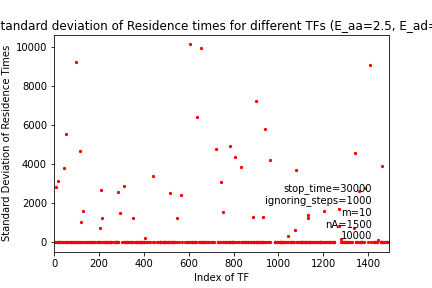 tandard deviation of Residence times for different TFs (E_aa=2.5, E_ad=
Standard Deviation of Residence Times
10000
8000
6000
4000
2000
0
stop_time=30000
ignoring_steps=1000
m=10
nA=1500
10000
0 200 400 600 800 1000 1200 1400
Index of TF